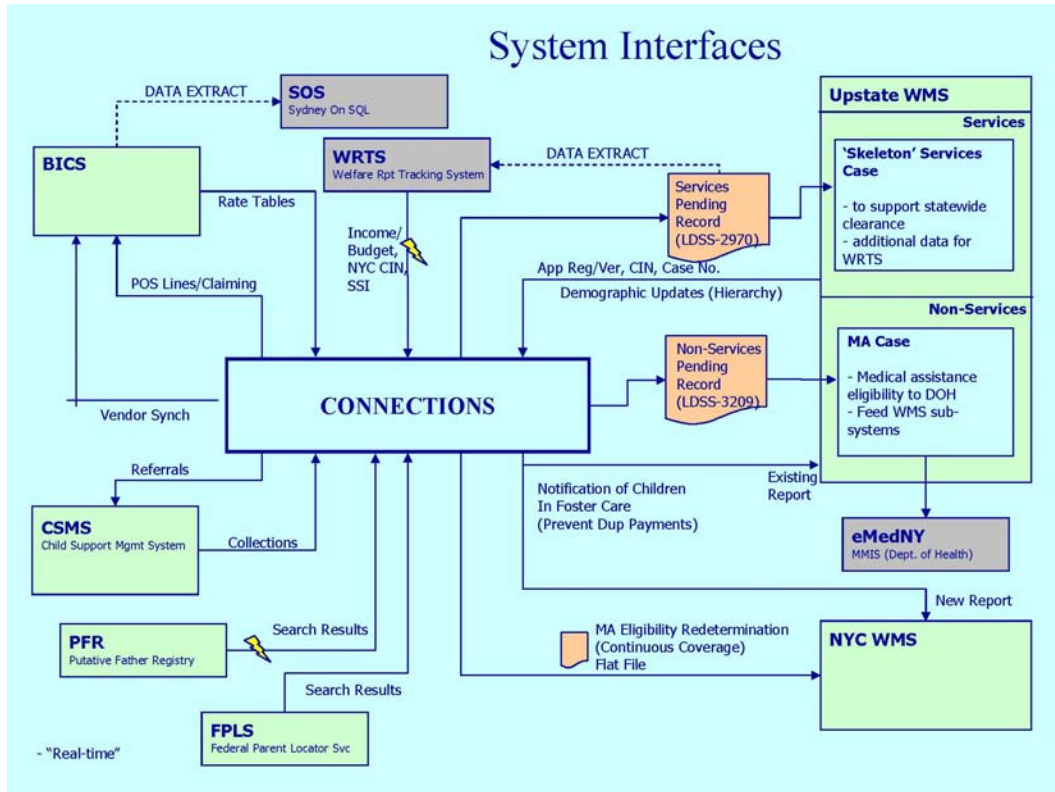 System Interfaces
DATA EXTRACT
SOS
Sydney On SQL
Upstate WMS
Services
BICS
WRTS
Welfare Rpt Tracking System
DATA EXTRACT
'Skeleton' Services
Case
- to support statewide
clearance
- additional data for
WRTS
Services
Pending
Record
(LDSS-2970)
Rate Tables
Income/
Budget,
NYC CIN,
SSI
App Reg/Ver, CIN, Case No.
Demographic Updates (Hierarchy)
POS Lines/Claiming
Non-Services
MA Case
- Medical assistance
eligibility to DOH
- Feed WMS sub-
systems
Non-Services
Pending
Record
(LDSS-3209)
CONNECTIONS
Vendor Synch
Referrals
Existing
Report
Notification of Children
In Foster Care
(Prevent Dup Payments)
CSMS
Child Support Mgmt System
Collections
eMedNY
MMIS (Dept. of Health)
New Report
PFR
Putative Father Registry
Search Results
MA Eligibility Redetermination
(Continuous Coverage)
Flat File
NYC WMS
Search Results
FPLS
Federal Parent Locator Svc
- "Real-time"